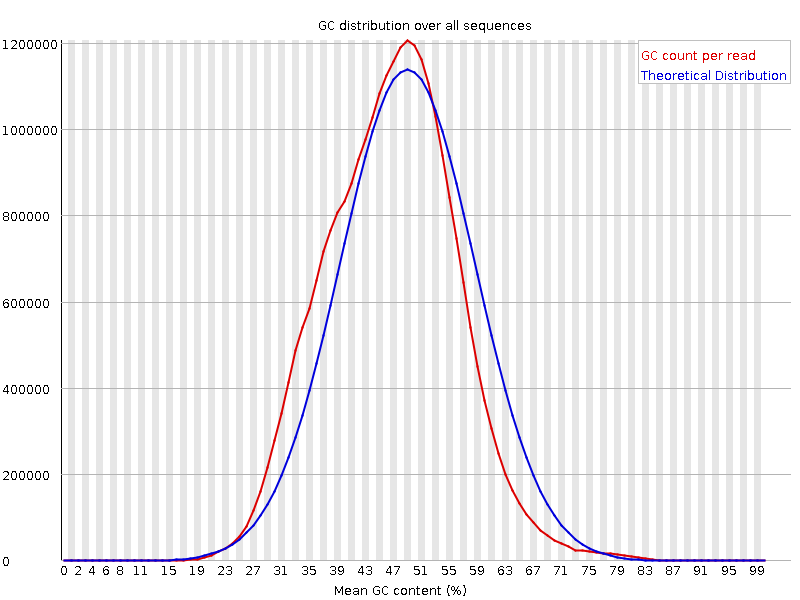 GC distribution over all sequences
GC count per read
Theoretical Distribution
1200000
1000000
800000
600000
400000
200000
0
0 2 4 6 8 11 15 19 23 27 31 35 39 43 47 51 55 59 63 67 71 75 79 83 87 91 95 99
Mean GC content (%)